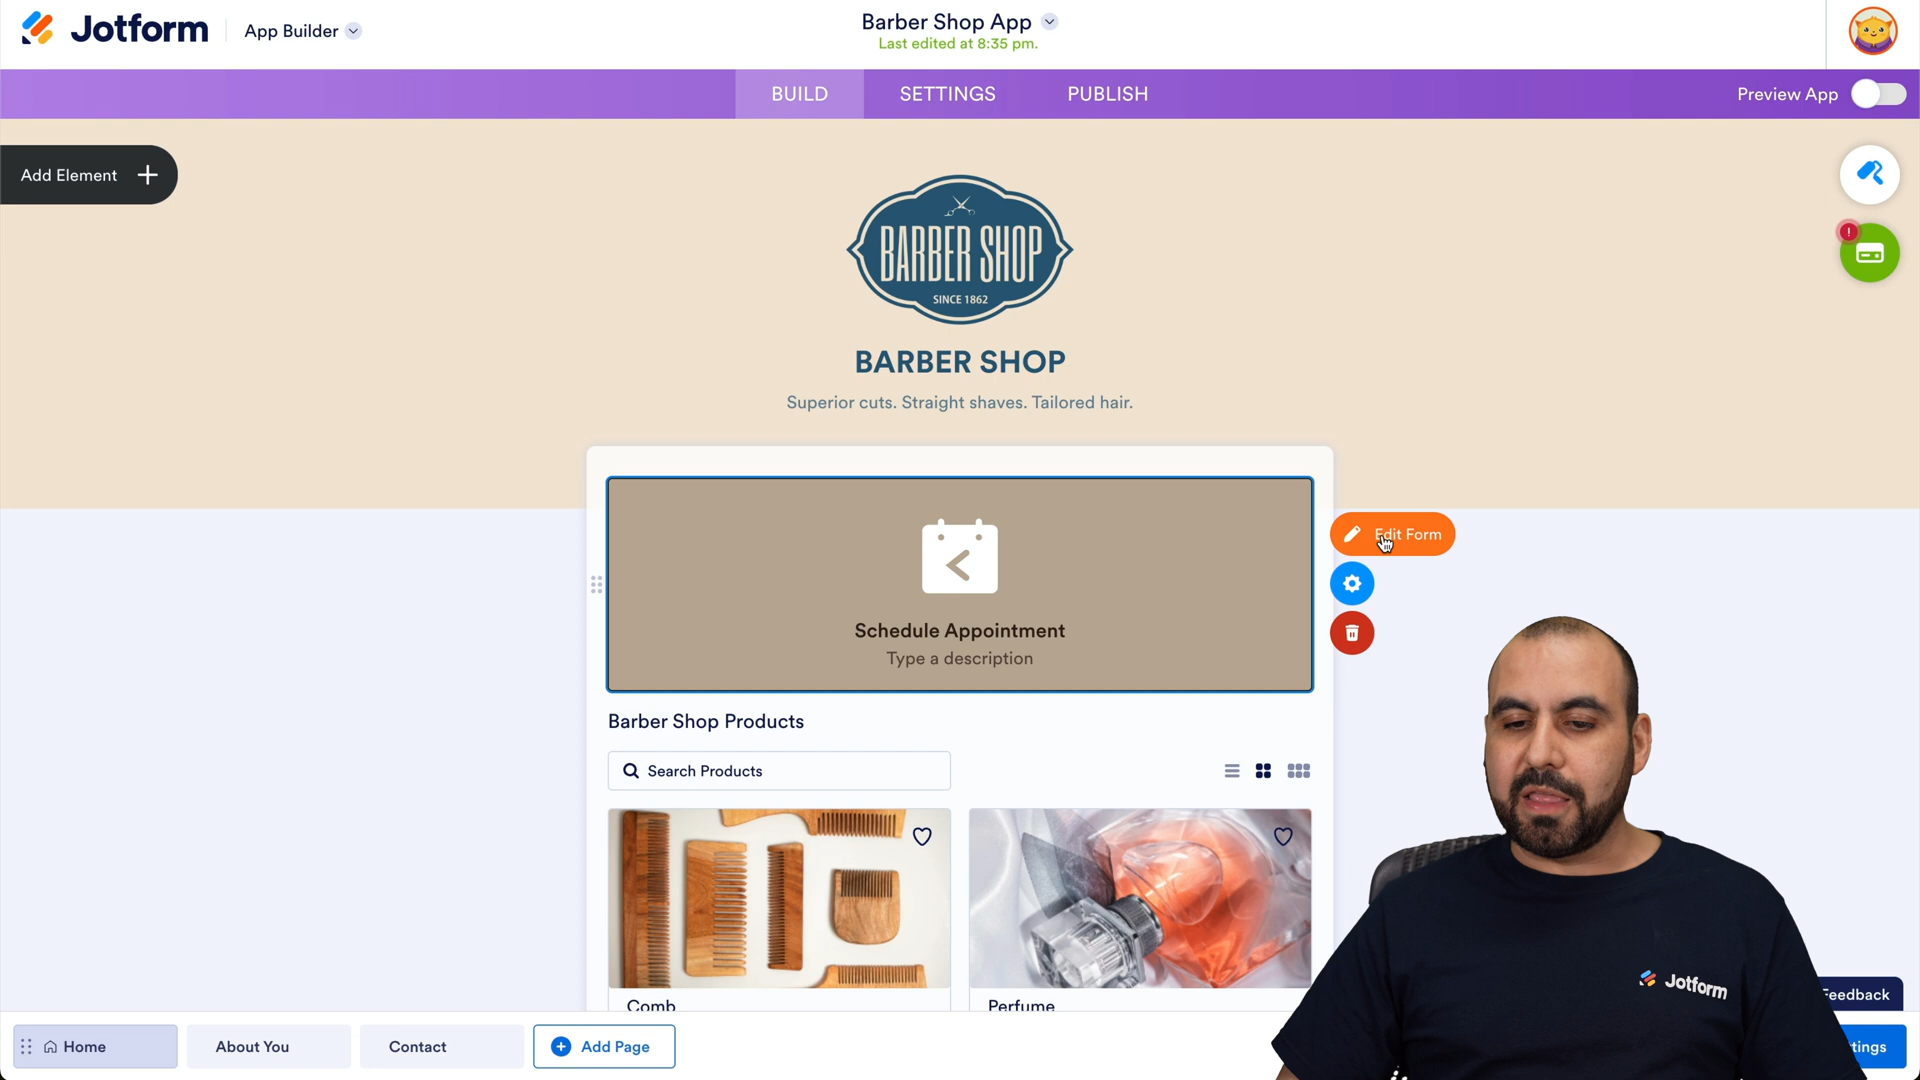 Jotform
App Builder
Barber Shop App
Last edited at 8:35 pm.
BUILD
SETTINGS
PUBLISH
Preview App
Add Element
BARBER SHOP
SINCE 1862
!
BARBER SHOP
Superior cuts. Straight shaves. Tailored hair.
Edit Form
Schedule Appointment
Type a description
Barber Shop Products
Search Products
Comb
Perfume
Jotform
Feedback
Home
About You
Contact
Add Page